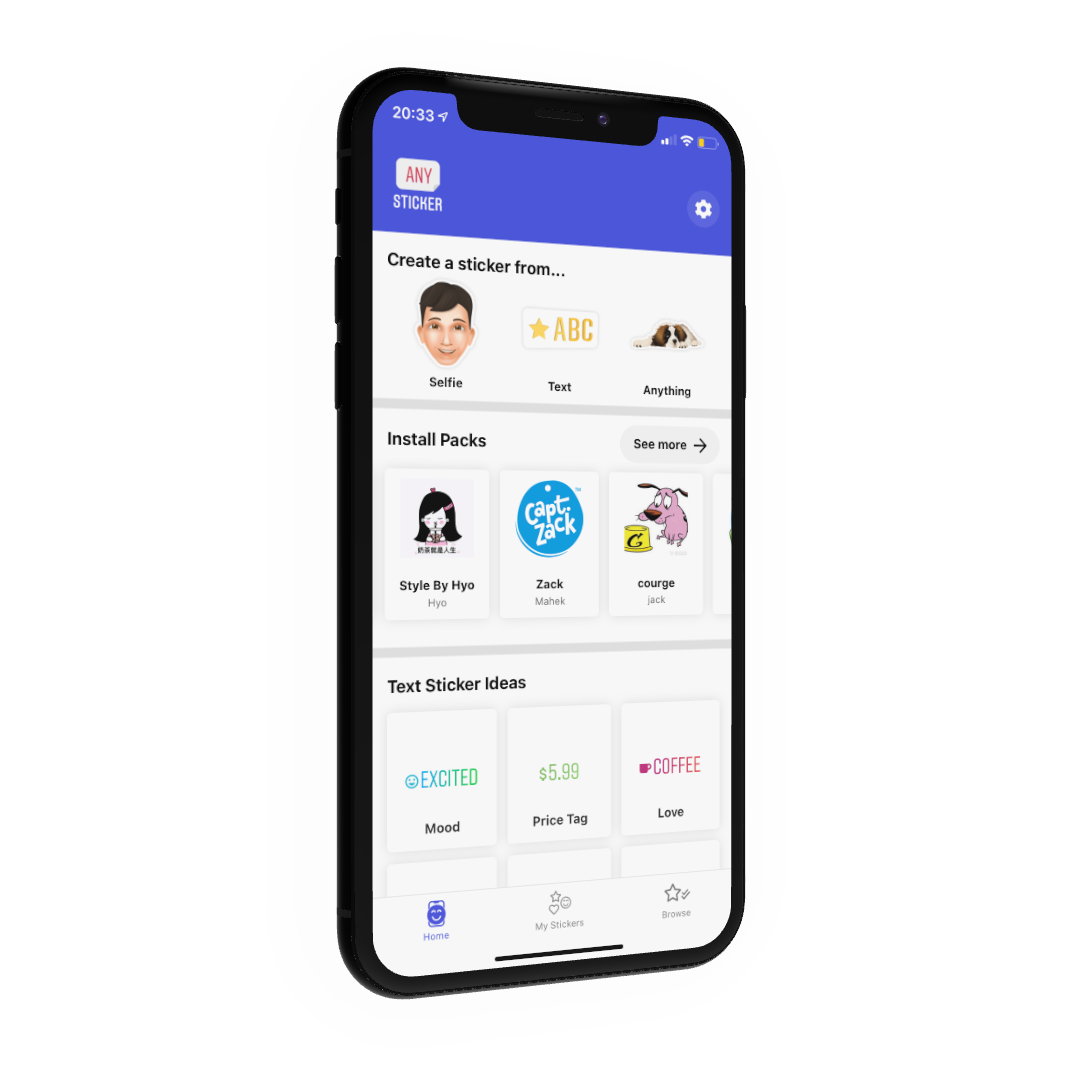 20:33
ANY
STICKER
Create a sticker from...
ABC
Selfie
Text
Anything
Install Packs
See more
Capt.
Zack
TM
C
奶茶就是人生
Style By Hyo
Zack
courge
Hyo
Mahek
jack
Text Sticker Ideas
EXCITED
$5.99
COFFEE
Mood
Price Tag
Love
Home
My Stickers
Browse